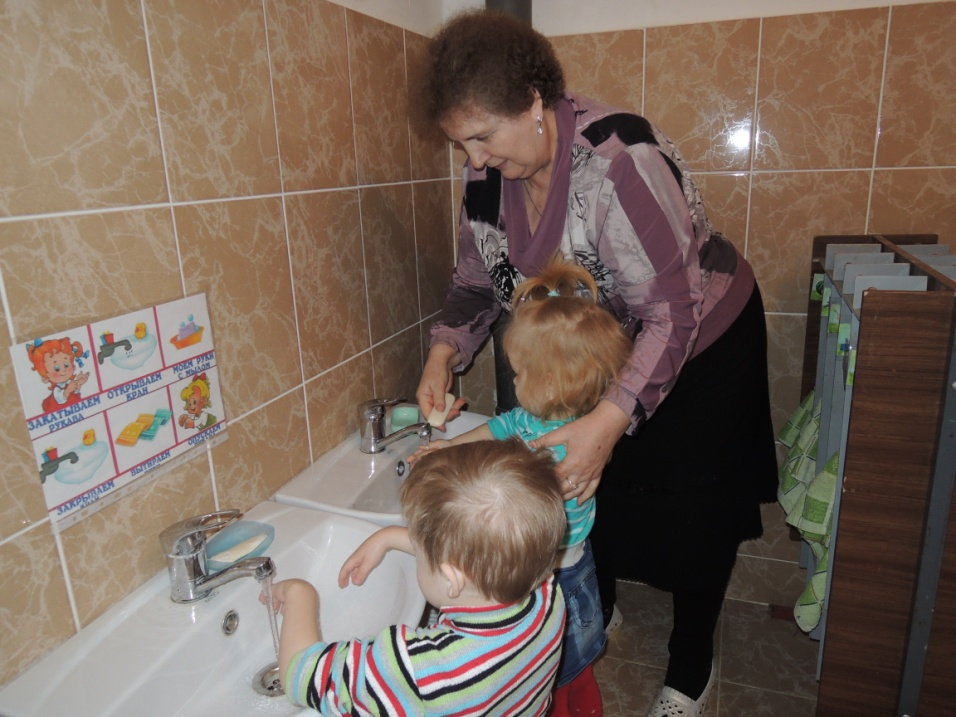 ЗАКАТЫВАЕМ РУКАВА
ОТКРЫВАЕМ КРАН
МОЕМ РУКИ С МЫЛОМ
ЗАКРЫВАЕМ
ВЫТИРАЕМ